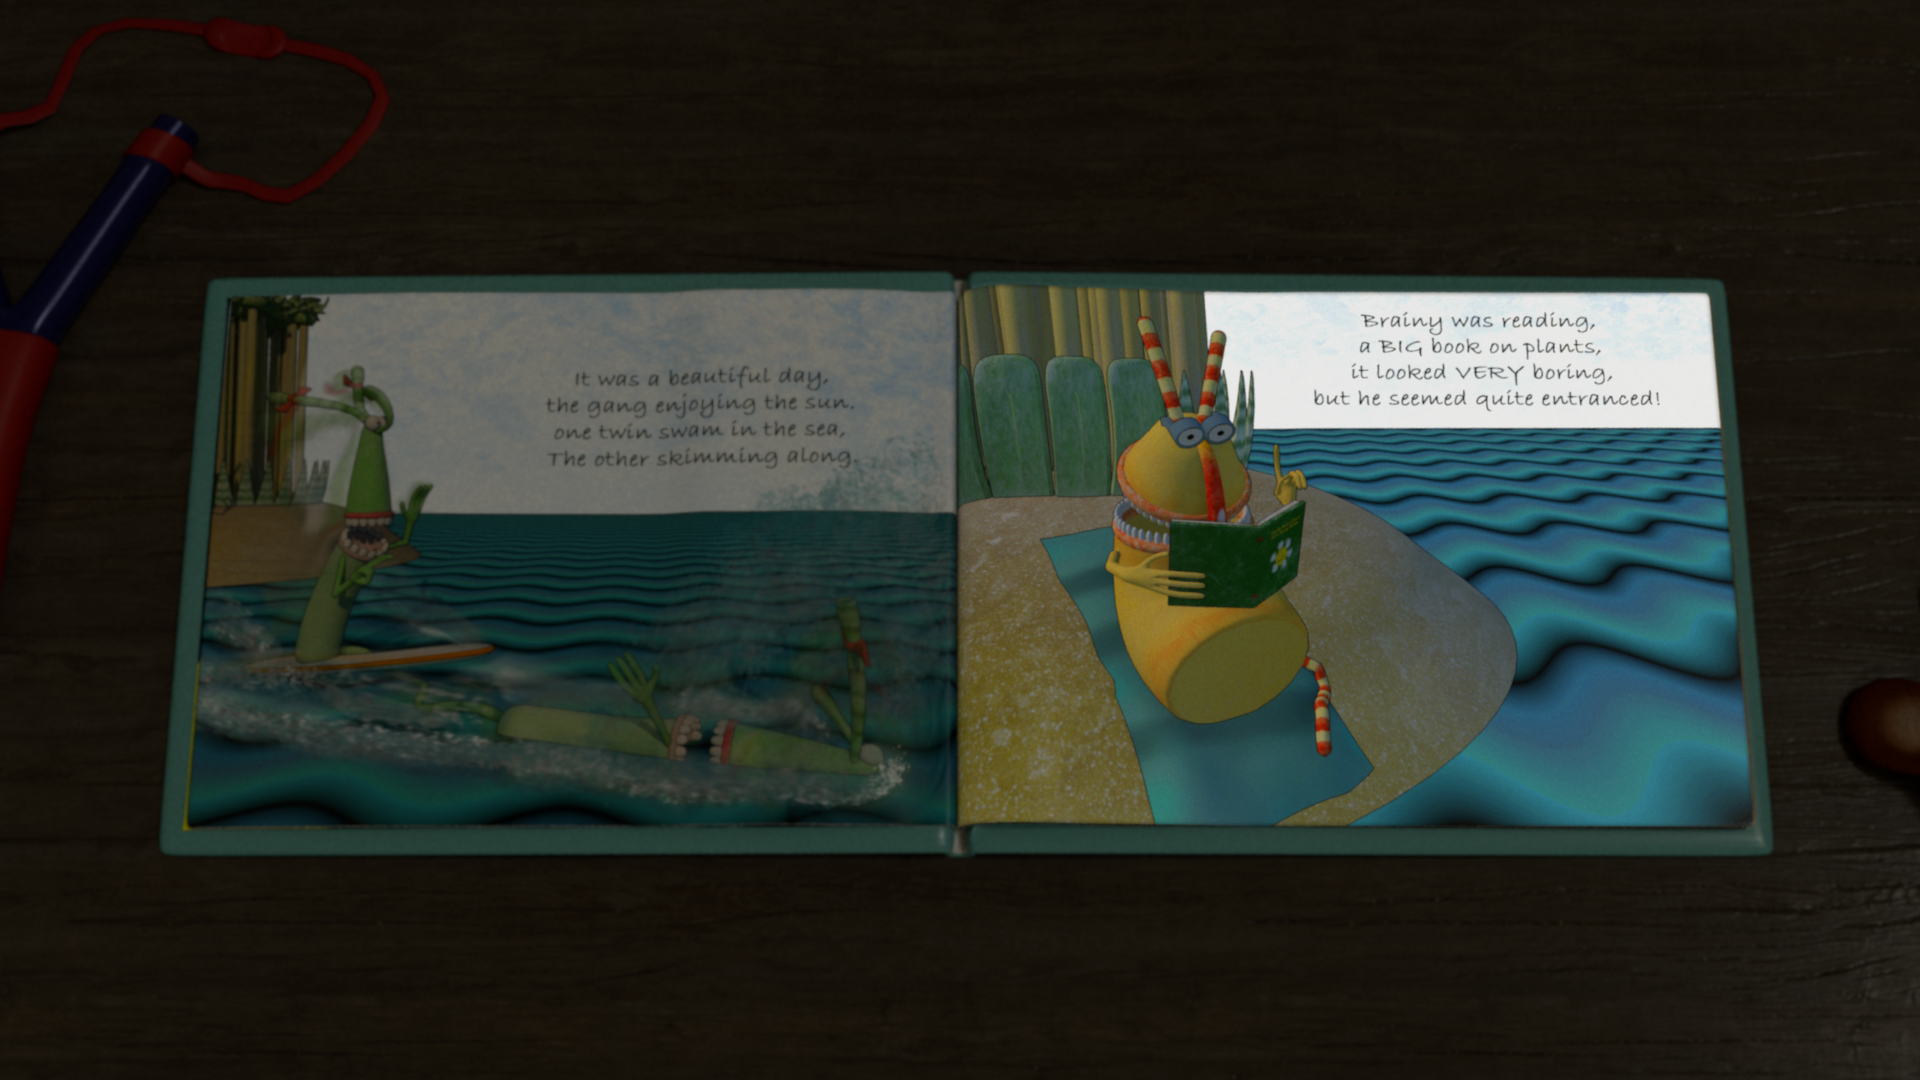 It was a beautiful day,
the gang enjoying the sun.
one twin swam in the sea,
The other skimming along.
Brainy was reading,
a BIG book on plants,
it looked VERY boring,
but he seemed quite entranced!